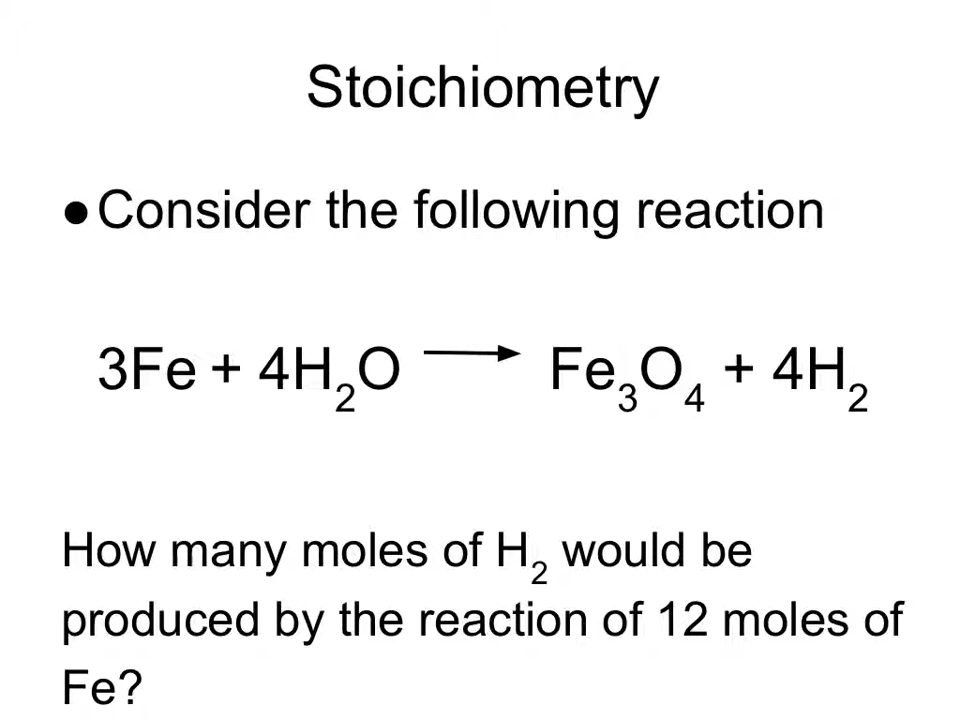 Stoichiometry
●Consider the following reaction
3Fe + 4H₂O ⟶ Fe₃O₄ + 4H₂
How many moles of H₂ would be
produced by the reaction of 12 moles of
Fe?